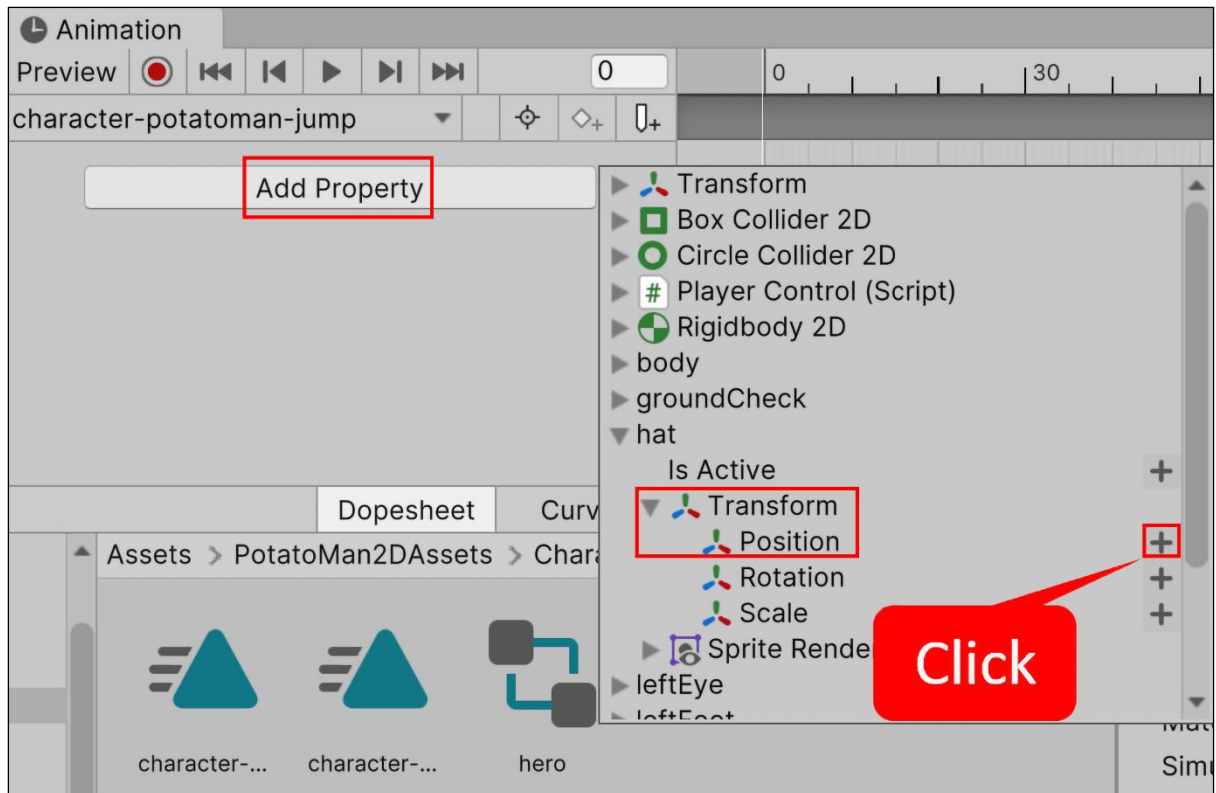 Animation
Preview
0
0
30
character-potatoman-jump
Add Property
Transform
Box Collider 2D
Circle Collider 2D
# Player Control (Script)
Rigidbody 2D
body
groundCheck
hat
Is Active
Transform
Position
Rotation
Scale
Sprite Rende
leftEye
Dopesheet
Curv
Assets > PotatoMan2DAssets > Chara
Click
character-...
character-...
hero
Simu